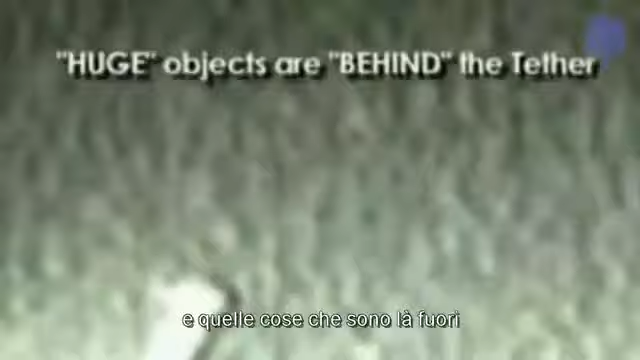 "HUGE" objects are "BEHIND" the Tether
e quelle cose che sono là fuori